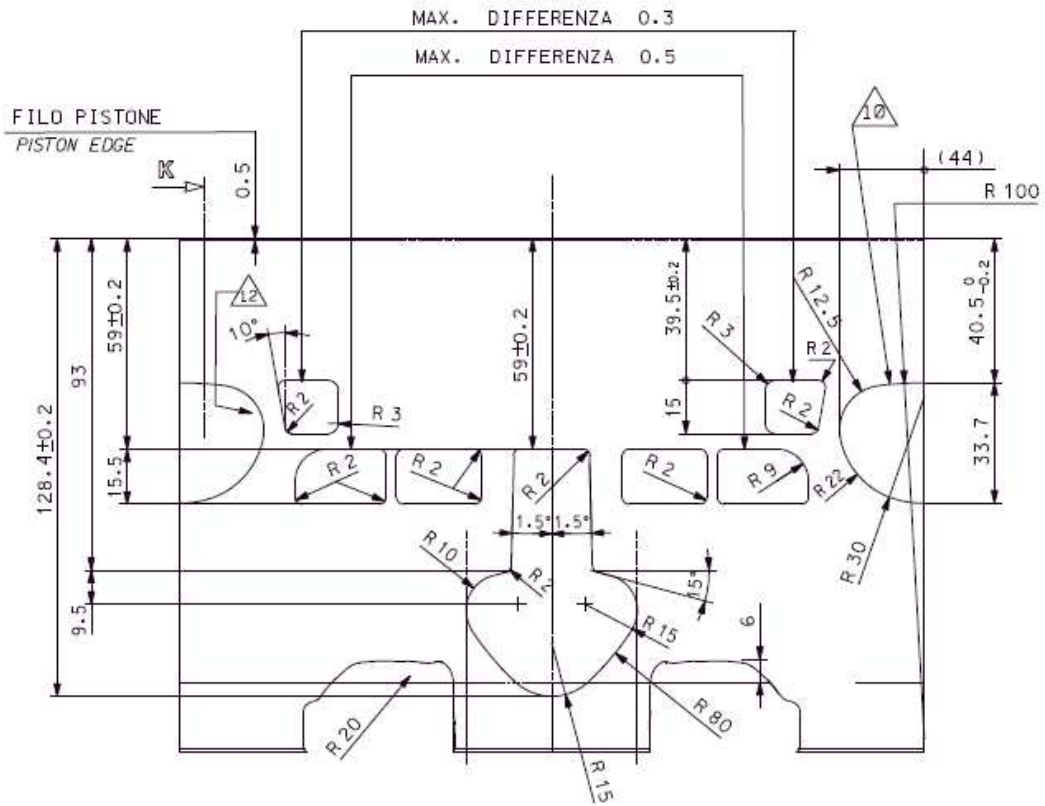 MAX. DIFFERENZA 0.3
MAX. DIFFERENZA 0.5
FILO PISTONE
PISTON EDGE
K
0.5
10
(44)
R 100
12
10°
59±0.2
93
128.4±0.2
15.5
9.5
R 2
R 3
59±0.2
39.5±0.2
15
R 3
R 12.5
R 2
R 2
40.5 0 -0.2
33.7
R 2
R 2
R 2
R 2
R 9
R 22
R 30
1.5°
1.5°
R 10
R 2
15°
R 15
9
R 20
R 80
R 15